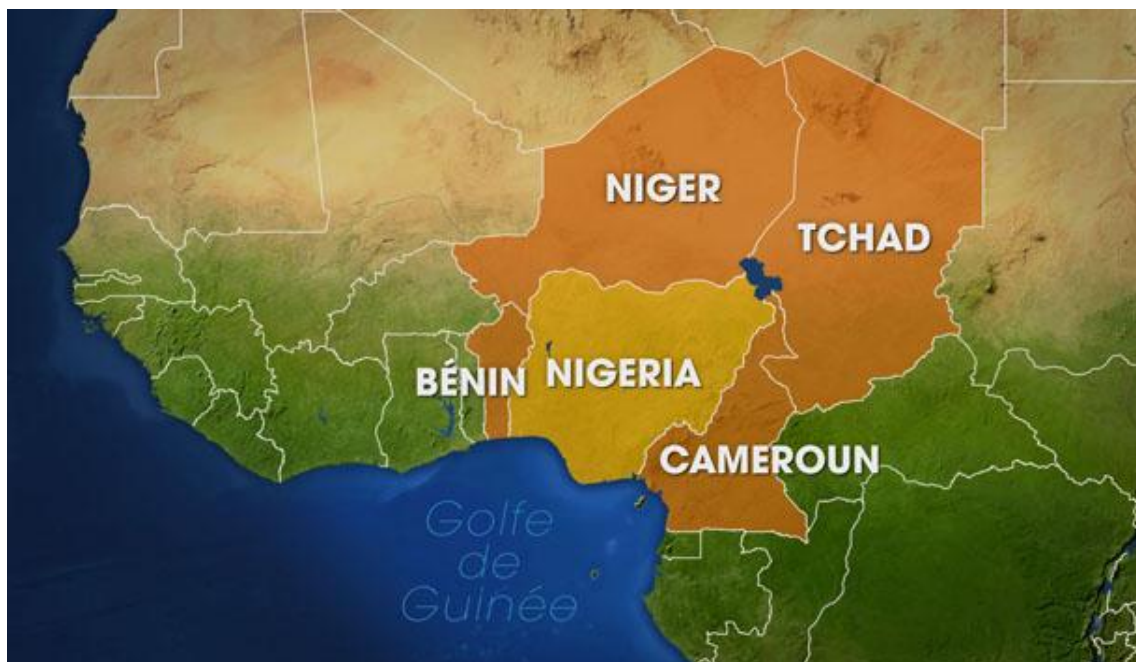 NIGER
TCHAD
BÉNIN
NIGERIA
CAMEROUN
Golfe
de
Guinée